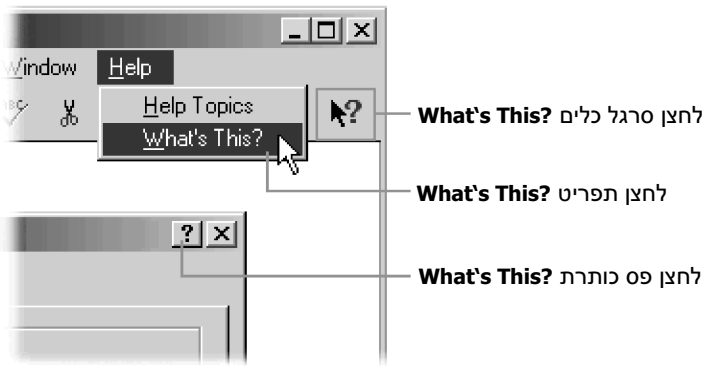 Window Help
ABC
Help Topics
What's This?
?
לחצן סרגל כלים What‘s This?
לחצן תפריט What‘s This?
?
לחצן פס כותרת What‘s This?